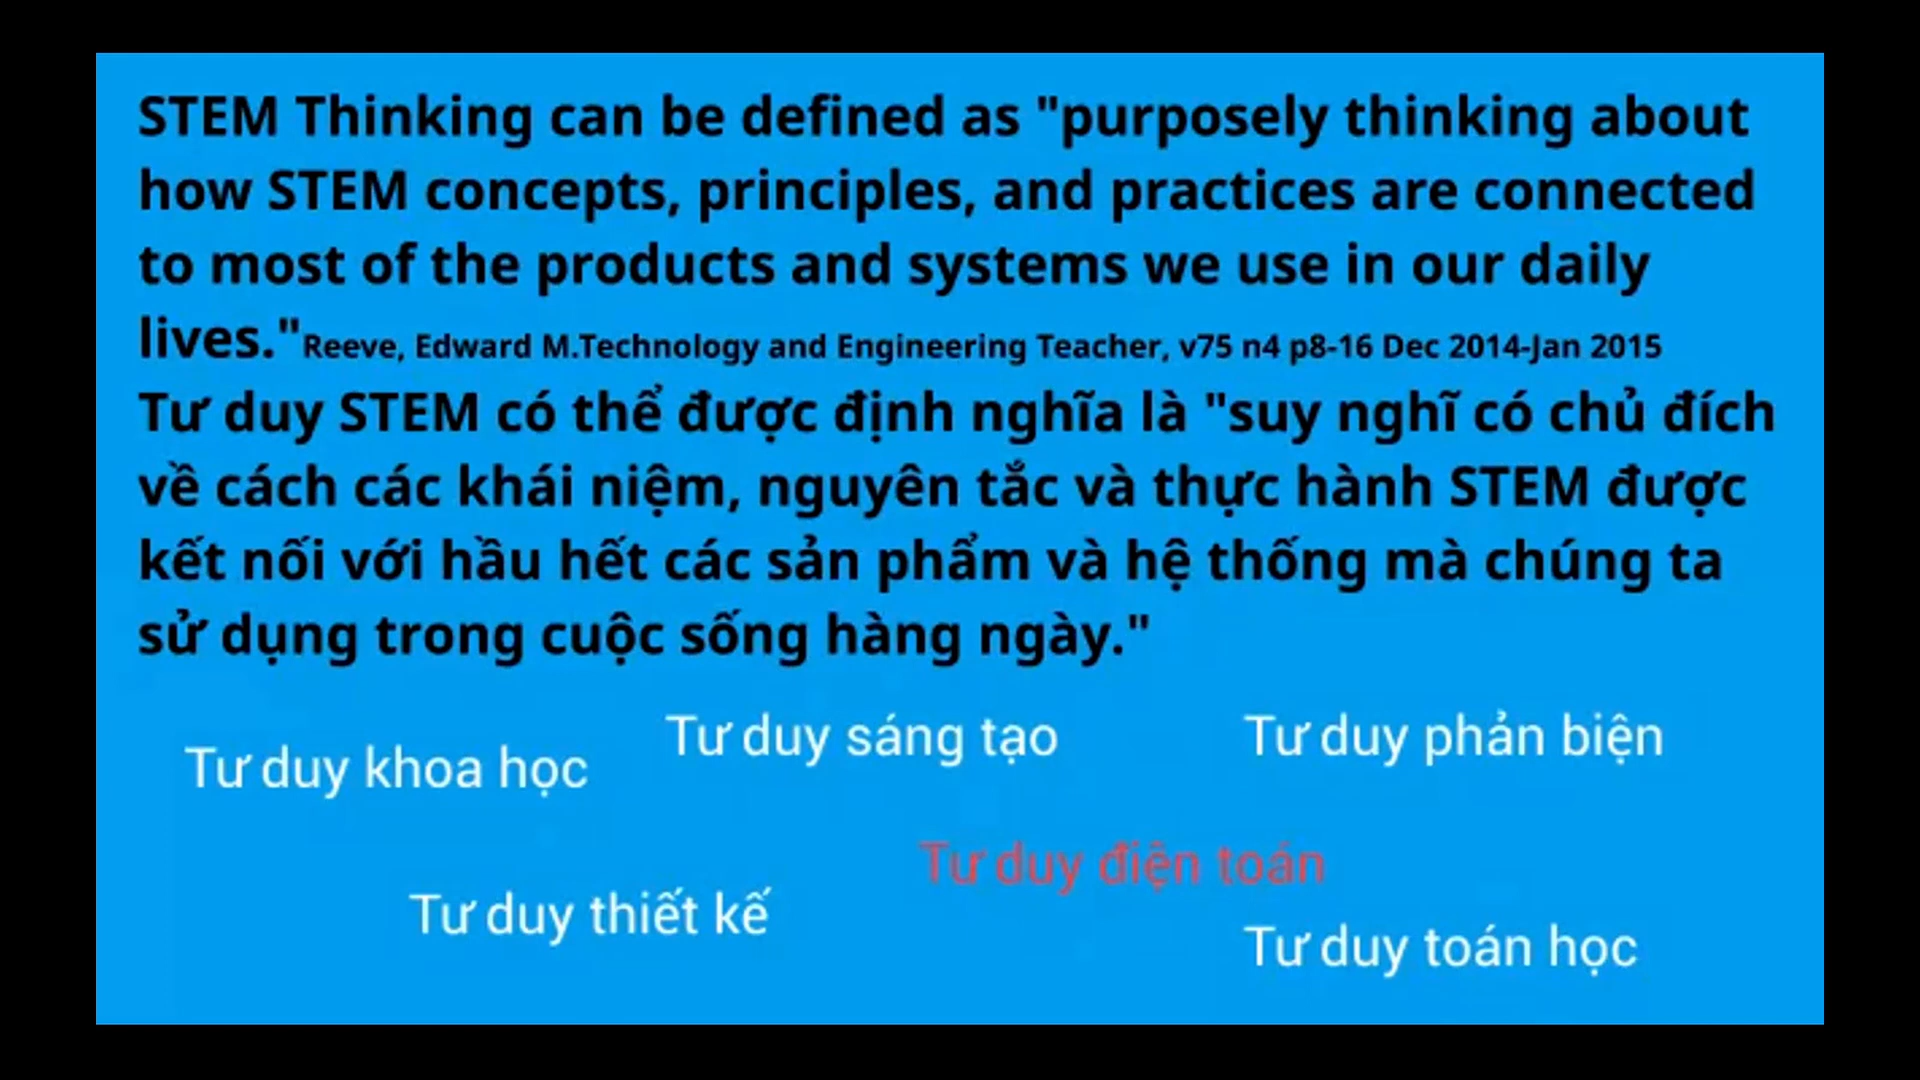 STEM Thinking can be defined as "purposely thinking about
how STEM concepts, principles, and practices are connected
to most of the products and systems we use in our daily
lives."Reeve, Edward M.Technology and Engineering Teacher, v75 n4 p8-16 Dec 2014-Jan 2015
Tư duy STEM có thể được định nghĩa là "suy nghĩ có chủ đích
về cách các khái niệm, nguyên tắc và thực hành STEM được
kết nối với hầu hết các sản phẩm và hệ thống mà chúng ta
sử dụng trong cuộc sống hàng ngày."
Tư duy khoa học
Tư duy sáng tạo
Tư duy phản biện
Tư duy thiết kế
Tư duy điện toán
Tư duy toán học